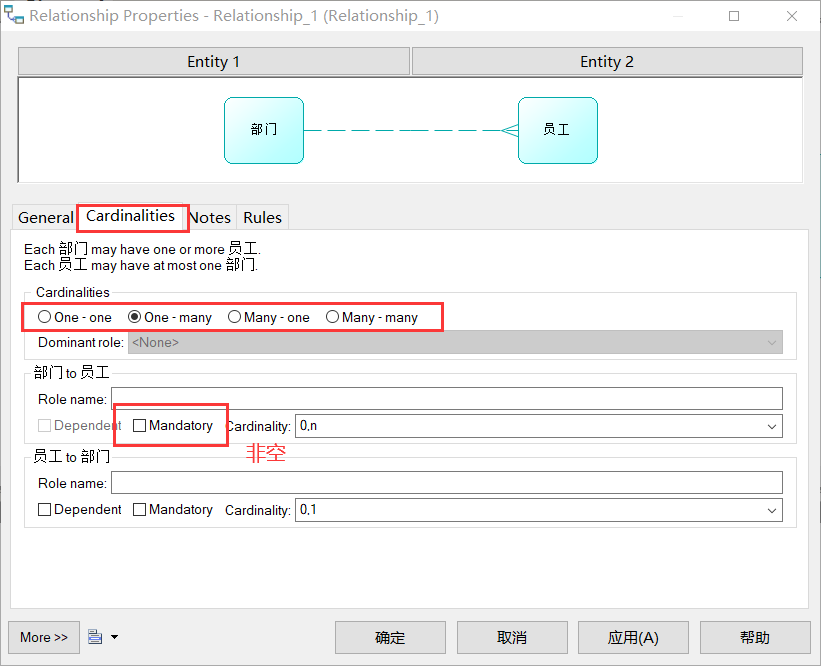 Relationship Properties - Relationship_1 (Relationship_1)
Entity 1 Entity 2
部门 员工
General Cardinalities Notes Rules
Each 部门 may have one or more 员工.
Each 员工 may have at most one 部门.
Cardinalities
One - one One - many Many - one Many - many
Dominant role: <None>
部门 to 员工
Role name:
Dependent Mandatory Cardinality: 0,n
非空
员工 to 部门
Role name:
Dependent Mandatory Cardinality: 0,1
More >> 确定 取消 应用(A) 帮助